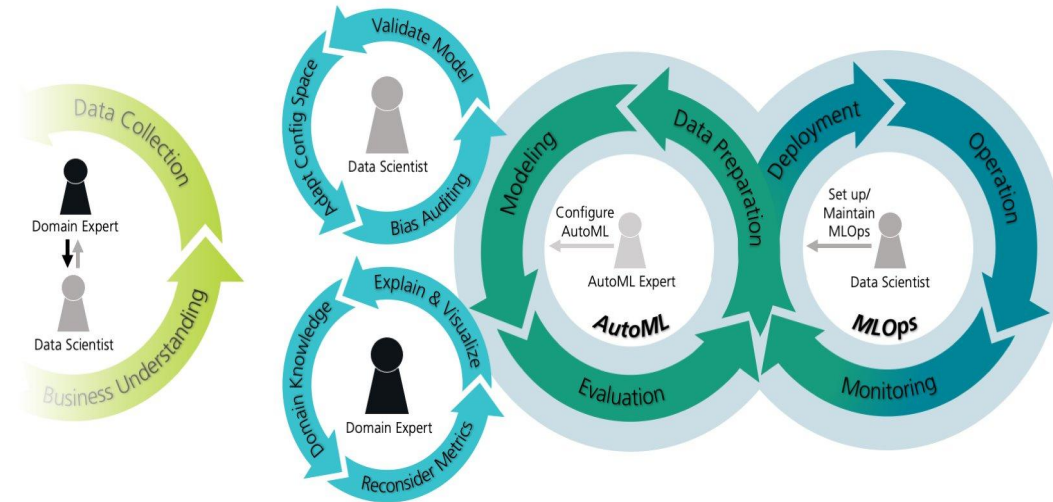 Data Collection
Domain Expert
Data Scientist
Business Understanding
Validate Model
Adapt Config Space
Data Scientist
Bias Auditing
Explain & Visualize
Domain Knowledge
Domain Expert
Reconsider Metrics
Modeling
Data Preparation
Configure
AutoML
AutoML Expert
AutoML
Evaluation
Deployment
Operation
Set up/
Maintain
MLOps
Data Scientist
MLOps
Monitoring